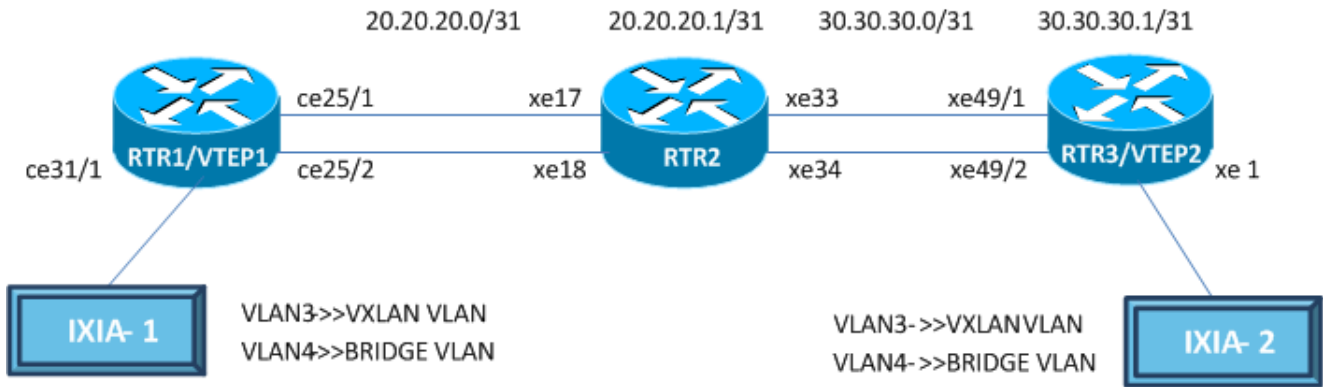 20.20.20.0/31 20.20.20.1/31 30.30.30.0/31 30.30.30.1/31
ce25/1 xe17 xe33 xe49/1
RTR1/VTEP1 RTR2 RTR3/VTEP2
ce31/1 ce25/2 xe18 xe34 xe49/2 xe 1
IXIA- 1
VLAN3->>VXLAN VLAN
VLAN4->>BRIDGE VLAN
VLAN3->>VXLANVLAN
VLAN4->>BRIDGE VLAN
IXIA- 2